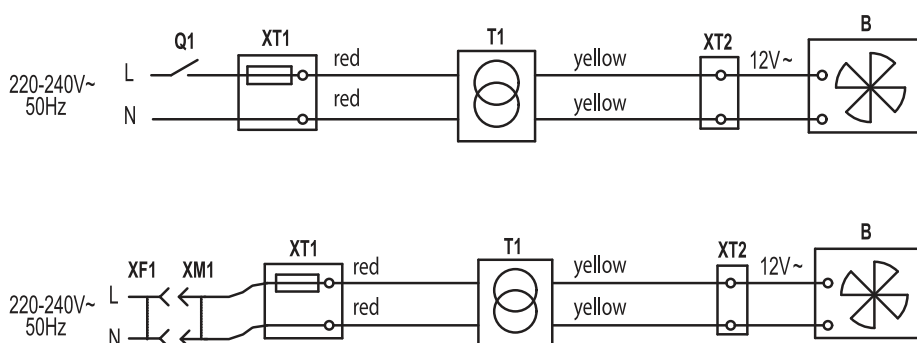 Q1 XT1 T1 XT2 B
L red yellow 12V~
220-240V~
50Hz
N red yellow
XF1 XM1 XT1 T1 XT2 B
L red yellow 12V~
220-240V~
50Hz
N red yellow